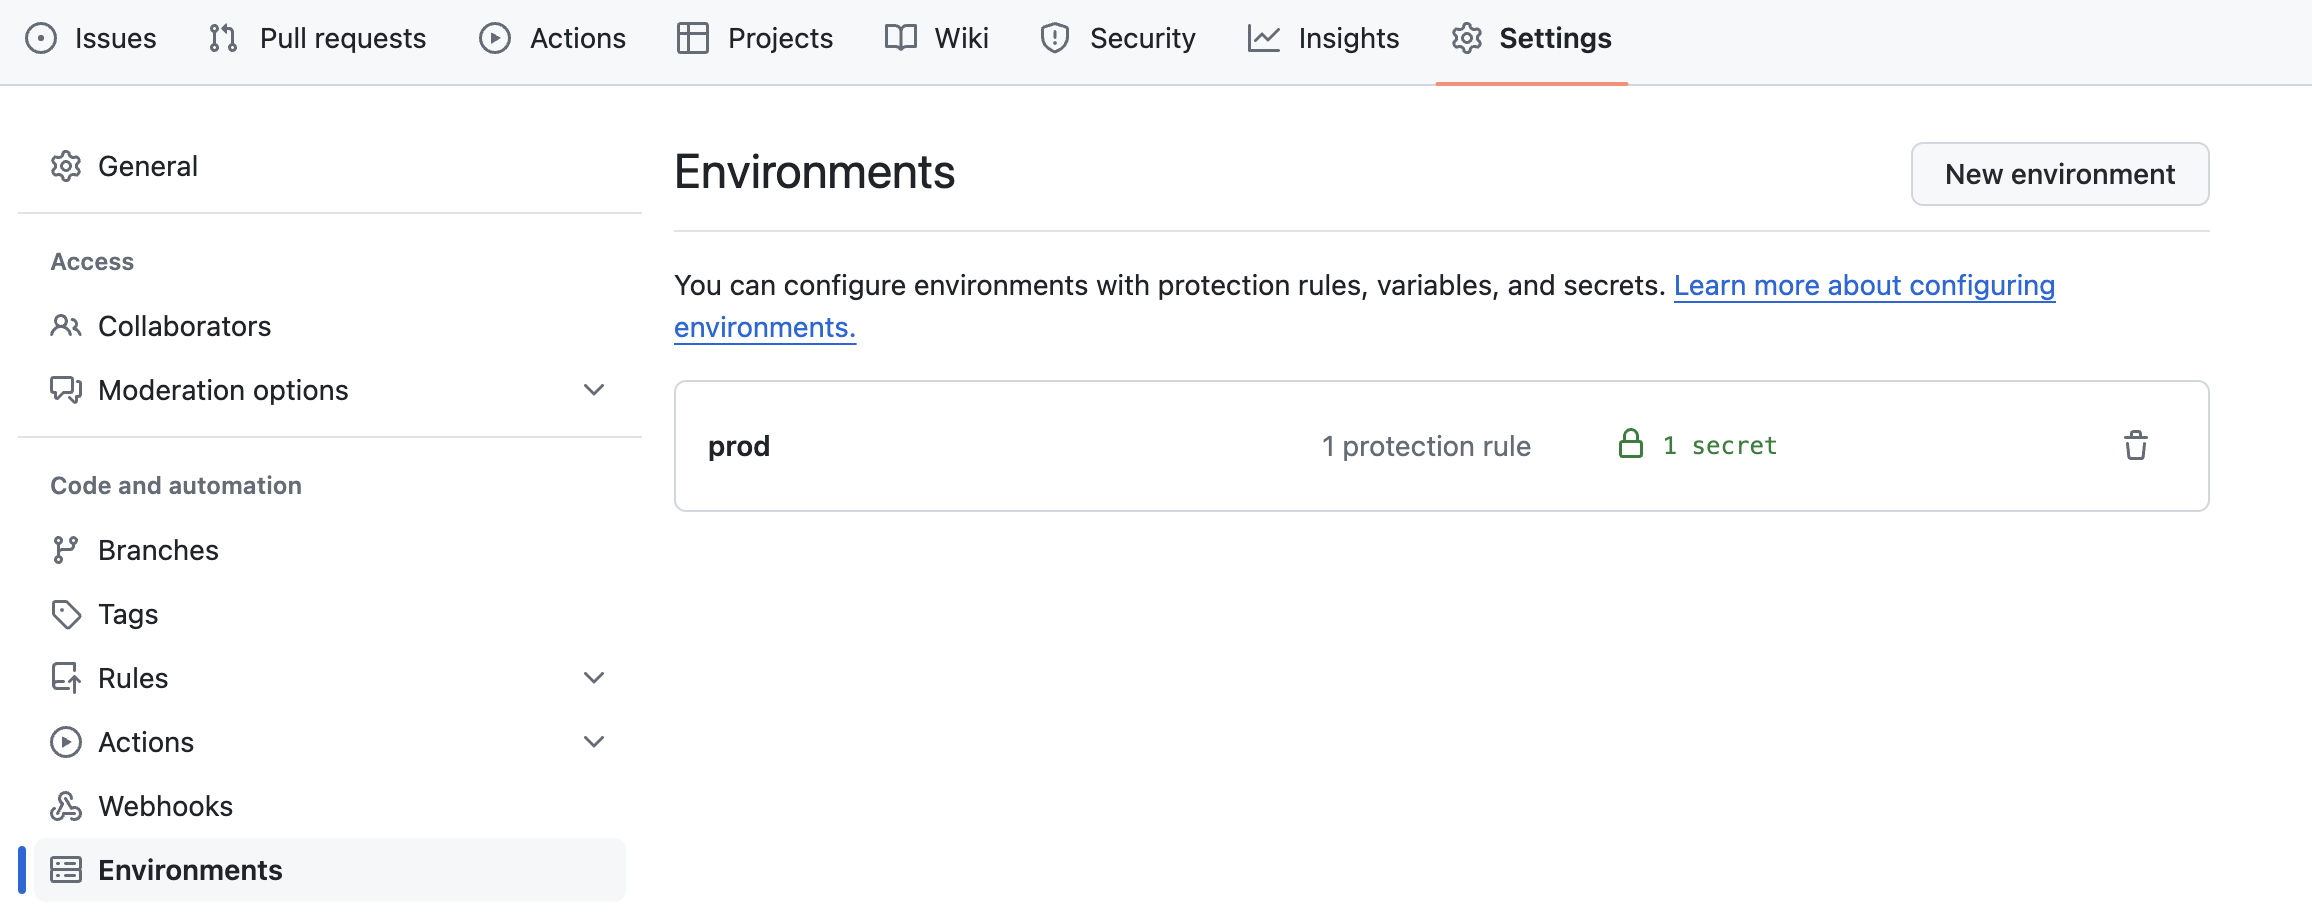 Issues Pull requests Actions Projects Wiki Security Insights Settings
General
Access
Collaborators
Moderation options
Code and automation
Branches
Tags
Rules
Actions
Webhooks
Environments
Environments
New environment
You can configure environments with protection rules, variables, and secrets. Learn more about configuring
environments.
prod 1 protection rule 1 secret